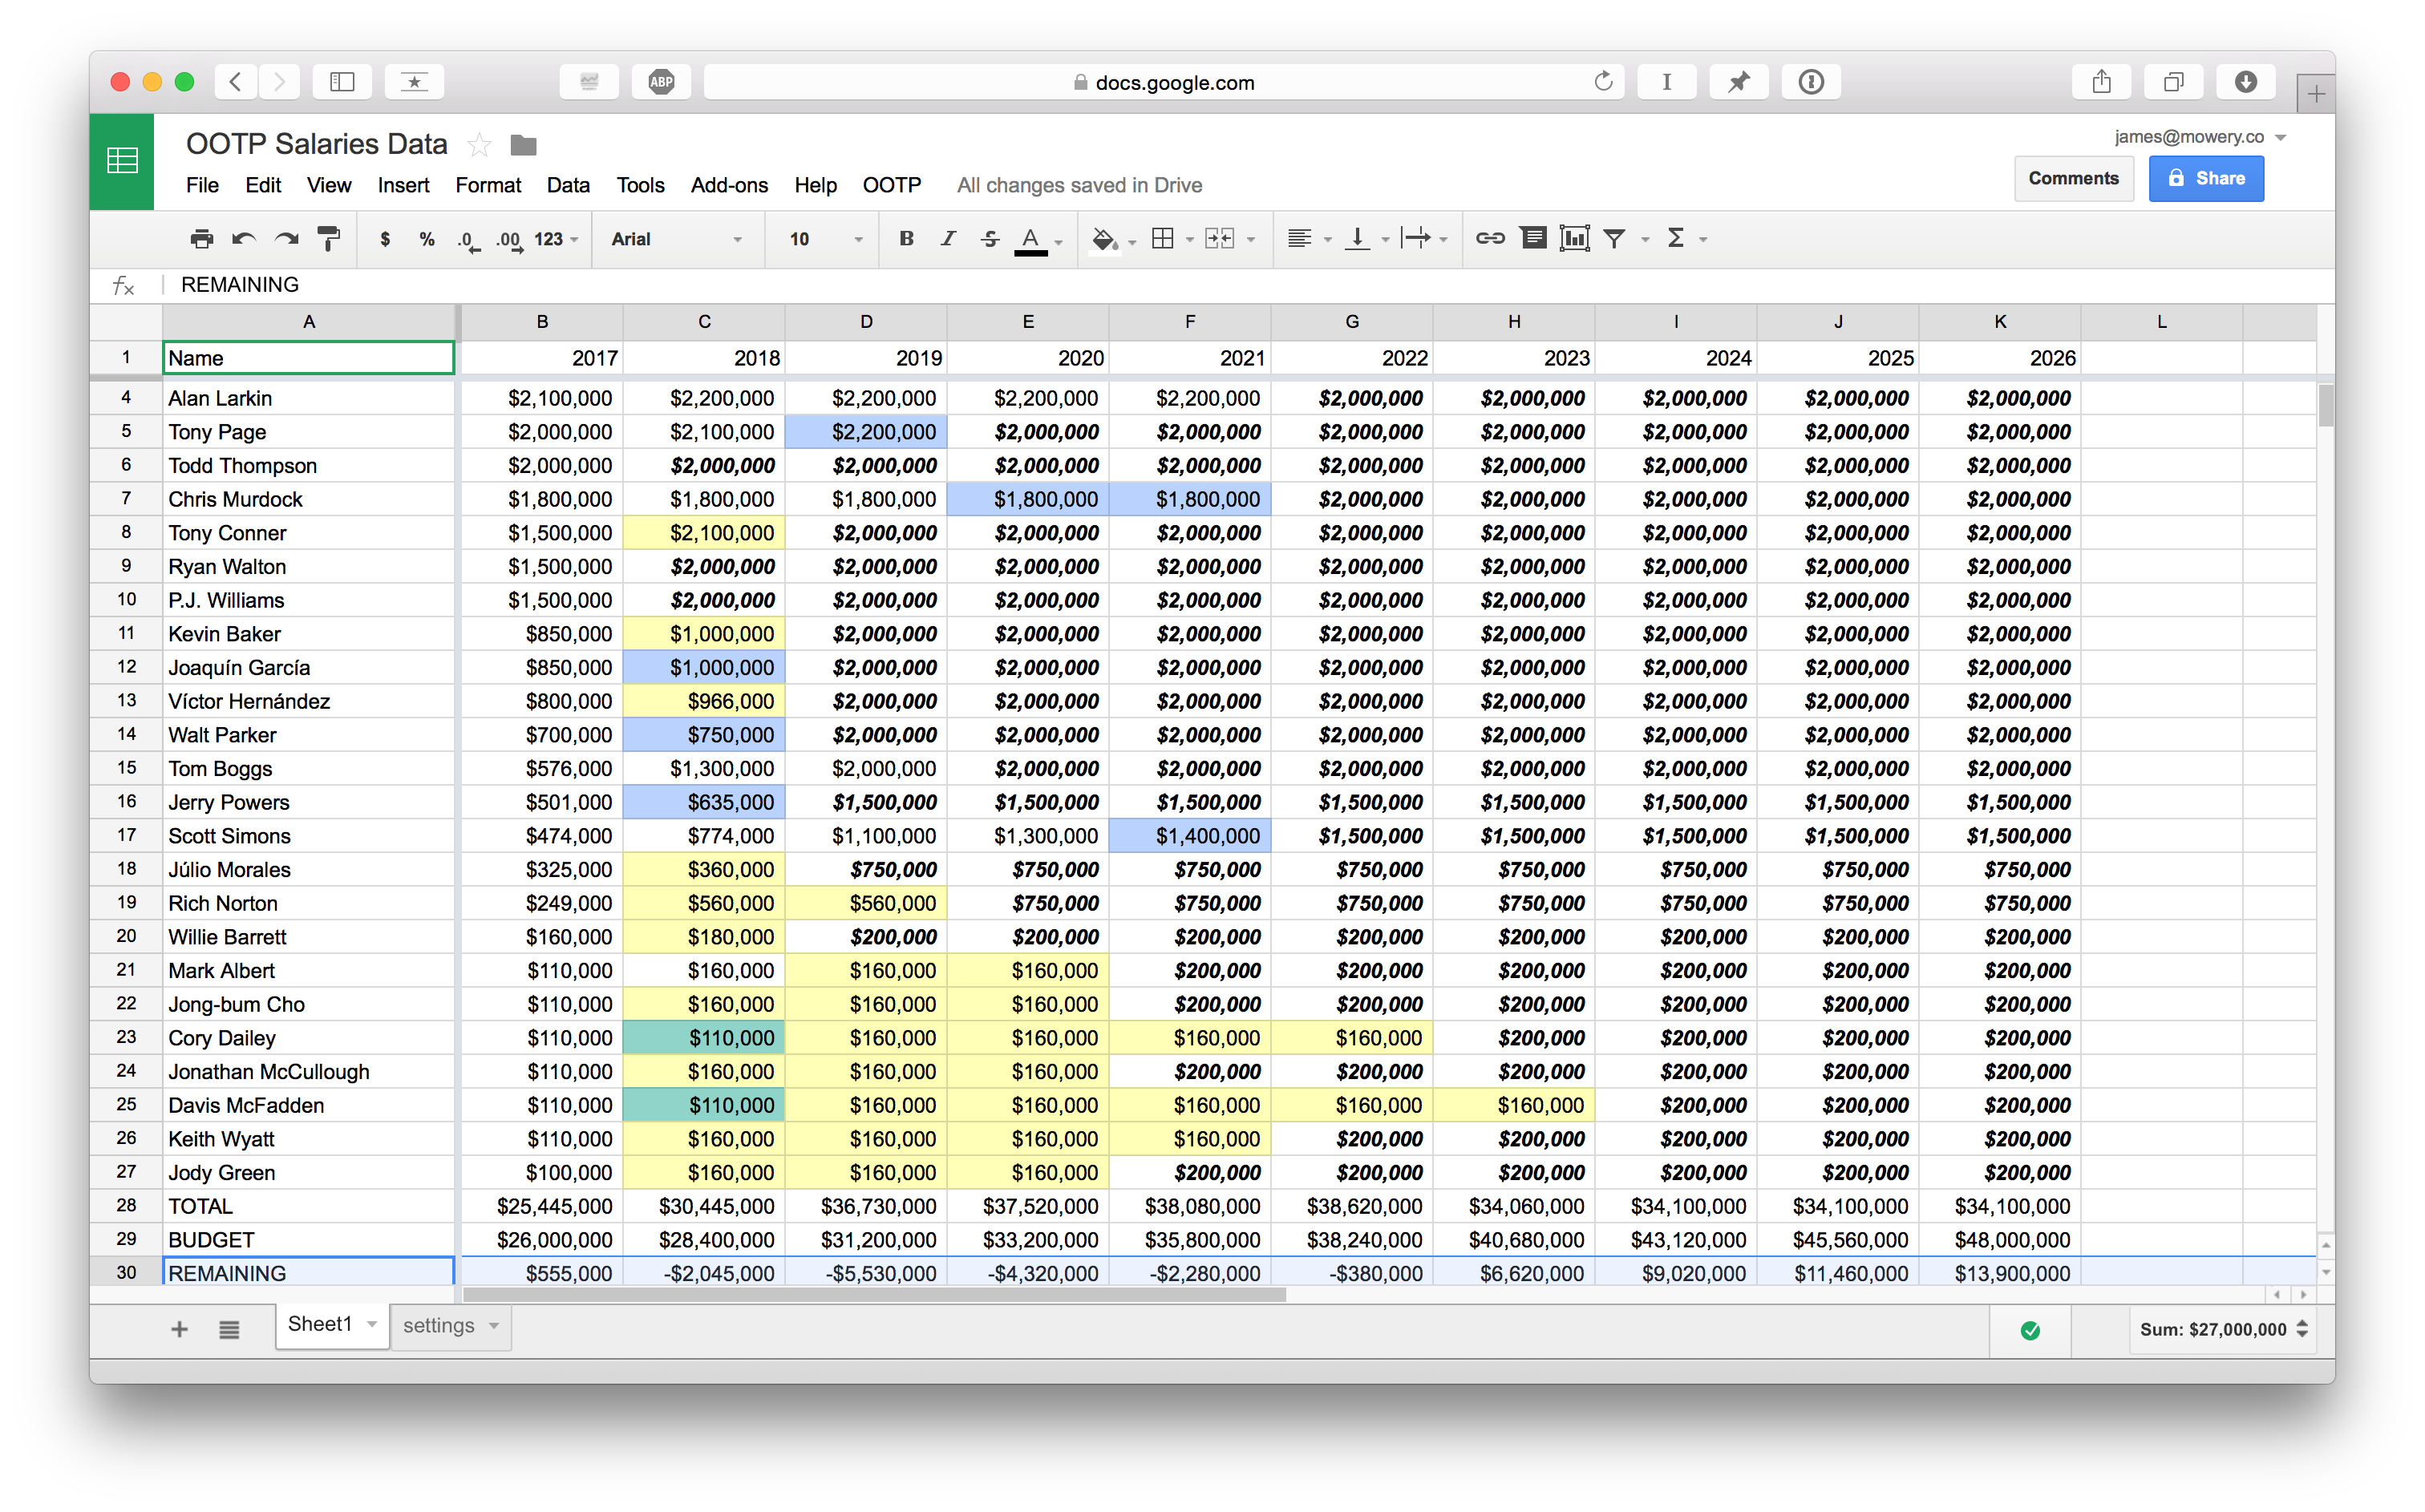 ABP
docs.google.com
I
OOTP Salaries Data
james@mowery.co
File Edit View Insert Format Data Tools Add-ons Help OOTP All changes saved in Drive
Comments Share
$ % .0 .00 123 Arial 10 B I S A Σ
fx REMAINING
A B C D E F G H I J K L
1 Name 2017 2018 2019 2020 2021 2022 2023 2024 2025 2026
4 Alan Larkin $2,100,000 $2,200,000 $2,200,000 $2,200,000 $2,200,000 $2,000,000 $2,000,000 $2,000,000 $2,000,000 $2,000,000
5 Tony Page $2,000,000 $2,100,000 $2,200,000 $2,000,000 $2,000,000 $2,000,000 $2,000,000 $2,000,000 $2,000,000 $2,000,000
6 Todd Thompson $2,000,000 $2,000,000 $2,000,000 $2,000,000 $2,000,000 $2,000,000 $2,000,000 $2,000,000 $2,000,000 $2,000,000
7 Chris Murdock $1,800,000 $1,800,000 $1,800,000 $1,800,000 $1,800,000 $2,000,000 $2,000,000 $2,000,000 $2,000,000 $2,000,000
8 Tony Conner $1,500,000 $2,100,000 $2,000,000 $2,000,000 $2,000,000 $2,000,000 $2,000,000 $2,000,000 $2,000,000 $2,000,000
9 Ryan Walton $1,500,000 $2,000,000 $2,000,000 $2,000,000 $2,000,000 $2,000,000 $2,000,000 $2,000,000 $2,000,000 $2,000,000
10 P.J. Williams $1,500,000 $2,000,000 $2,000,000 $2,000,000 $2,000,000 $2,000,000 $2,000,000 $2,000,000 $2,000,000 $2,000,000
11 Kevin Baker $850,000 $1,000,000 $2,000,000 $2,000,000 $2,000,000 $2,000,000 $2,000,000 $2,000,000 $2,000,000 $2,000,000
12 Joaquín García $850,000 $1,000,000 $2,000,000 $2,000,000 $2,000,000 $2,000,000 $2,000,000 $2,000,000 $2,000,000 $2,000,000
13 Víctor Hernández $800,000 $966,000 $2,000,000 $2,000,000 $2,000,000 $2,000,000 $2,000,000 $2,000,000 $2,000,000 $2,000,000
14 Walt Parker $700,000 $750,000 $2,000,000 $2,000,000 $2,000,000 $2,000,000 $2,000,000 $2,000,000 $2,000,000 $2,000,000
15 Tom Boggs $576,000 $1,300,000 $2,000,000 $2,000,000 $2,000,000 $2,000,000 $2,000,000 $2,000,000 $2,000,000 $2,000,000
16 Jerry Powers $501,000 $635,000 $1,500,000 $1,500,000 $1,500,000 $1,500,000 $1,500,000 $1,500,000 $1,500,000 $1,500,000
17 Scott Simons $474,000 $774,000 $1,100,000 $1,300,000 $1,400,000 $1,500,000 $1,500,000 $1,500,000 $1,500,000 $1,500,000
18 Júlio Morales $325,000 $360,000 $750,000 $750,000 $750,000 $750,000 $750,000 $750,000 $750,000 $750,000
19 Rich Norton $249,000 $560,000 $560,000 $750,000 $750,000 $750,000 $750,000 $750,000 $750,000 $750,000
20 Willie Barrett $160,000 $180,000 $200,000 $200,000 $200,000 $200,000 $200,000 $200,000 $200,000 $200,000
21 Mark Albert $110,000 $160,000 $160,000 $160,000 $200,000 $200,000 $200,000 $200,000 $200,000 $200,000
22 Jong-bum Cho $110,000 $160,000 $160,000 $160,000 $200,000 $200,000 $200,000 $200,000 $200,000 $200,000
23 Cory Dailey $110,000 $110,000 $160,000 $160,000 $160,000 $160,000 $200,000 $200,000 $200,000 $200,000
24 Jonathan McCullough $110,000 $160,000 $160,000 $160,000 $200,000 $200,000 $200,000 $200,000 $200,000 $200,000
25 Davis McFadden $110,000 $110,000 $160,000 $160,000 $160,000 $160,000 $160,000 $200,000 $200,000 $200,000
26 Keith Wyatt $110,000 $160,000 $160,000 $160,000 $160,000 $200,000 $200,000 $200,000 $200,000 $200,000
27 Jody Green $100,000 $160,000 $160,000 $160,000 $200,000 $200,000 $200,000 $200,000 $200,000 $200,000
28 TOTAL $25,445,000 $30,445,000 $36,730,000 $37,520,000 $38,080,000 $38,620,000 $34,060,000 $34,100,000 $34,100,000 $34,100,000
29 BUDGET $26,000,000 $28,400,000 $31,200,000 $33,200,000 $35,800,000 $38,240,000 $40,680,000 $43,120,000 $45,560,000 $48,000,000
30 REMAINING $555,000 -$2,045,000 -$5,530,000 -$4,320,000 -$2,280,000 -$380,000 $6,620,000 $9,020,000 $11,460,000 $13,900,000
Sheet1 settings Sum: $27,000,000